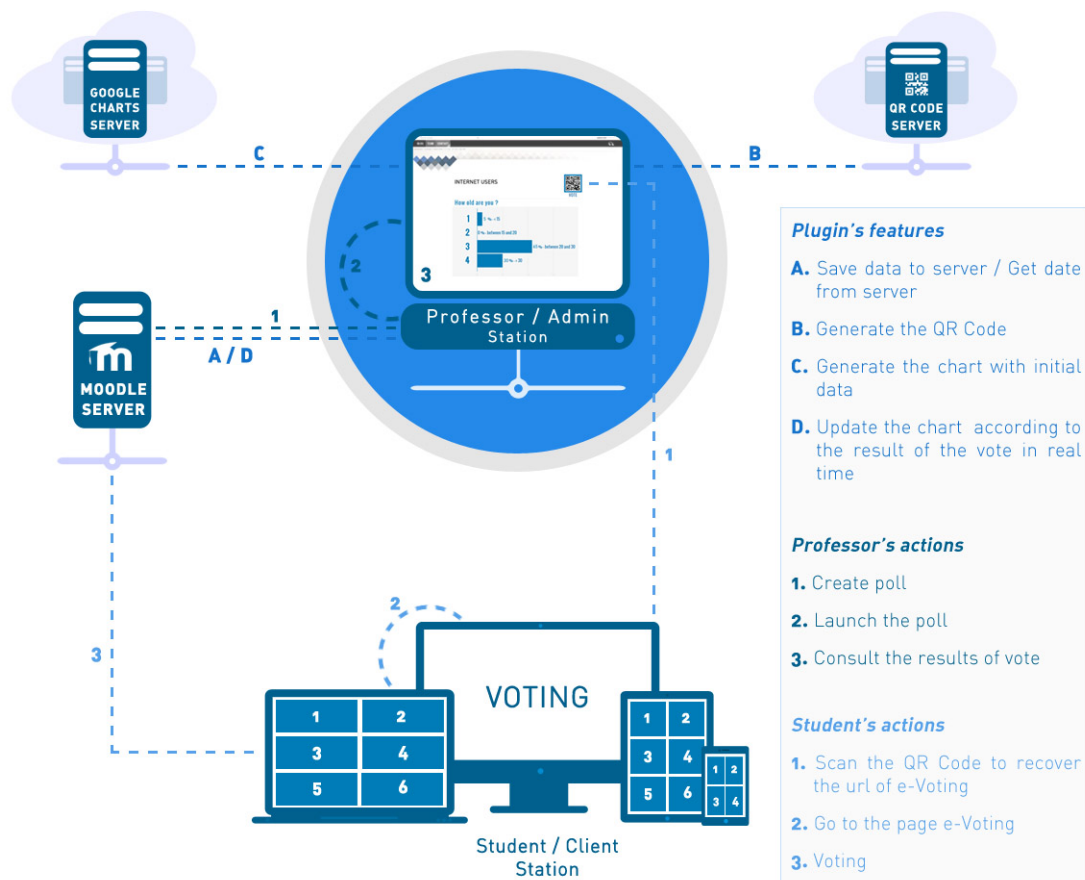 GOOGLE
CHARTS
SERVER
QR CODE
SERVER
C
B
INTERNET USERS
VOTE
How old are you ?
1
2
3
4
3
2
Professor / Admin
Station
1
A / D
MOODLE
SERVER
1
3
2
VOTING
1 2
3 4
5 6
1 2
3 4
5 6
1 2
3 4
Student / Client
Station
Plugin's features
A. Save data to server / Get date
from server
B. Generate the QR Code
C. Generate the chart with initial
data
D. Update the chart according to
the result of the vote in real
time
Professor's actions
1. Create poll
2. Launch the poll
3. Consult the results of vote
Student's actions
1. Scan the QR Code to recover
the url of e-Voting
2. Go to the page e-Voting
3. Voting